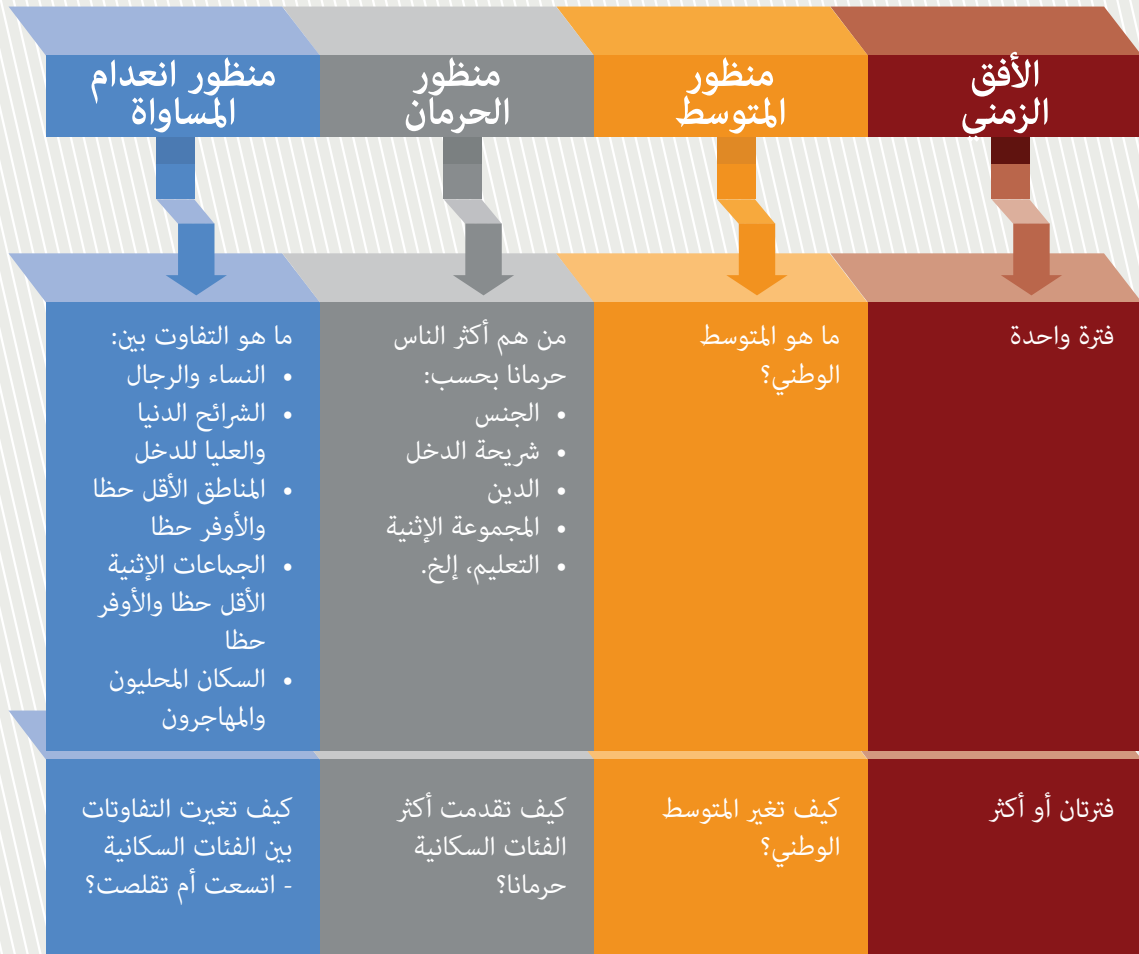 الأفق
الزمني
منظور
المتوسط
منظور
الحرمان
منظور انعدام
المساواة
فترة واحدة
ما هو المتوسط
الوطني؟
من هم أكثر الناس
حرمانا بحسب:
• الجنس
• شريحة الدخل
• الدين
• المجموعة الإثنية
• التعليم، إلخ.
ما هو التفاوت بين:
• النساء والرجال
• الشرائح الدنيا
والعليا للدخل
• المناطق الأقل حظا
والأوفر حظا
• الجماعات الإثنية
الأقل حظا والأوفر
حظا
• السكان المحليون
والمهاجرون
فترتان أو أكثر
كيف تغير المتوسط
الوطني؟
كيف تقدمت أكثر
الفئات السكانية
حرمانا؟
كيف تغيرت التفاوتات
بين الفئات السكانية
- اتسعت أم تقلصت؟